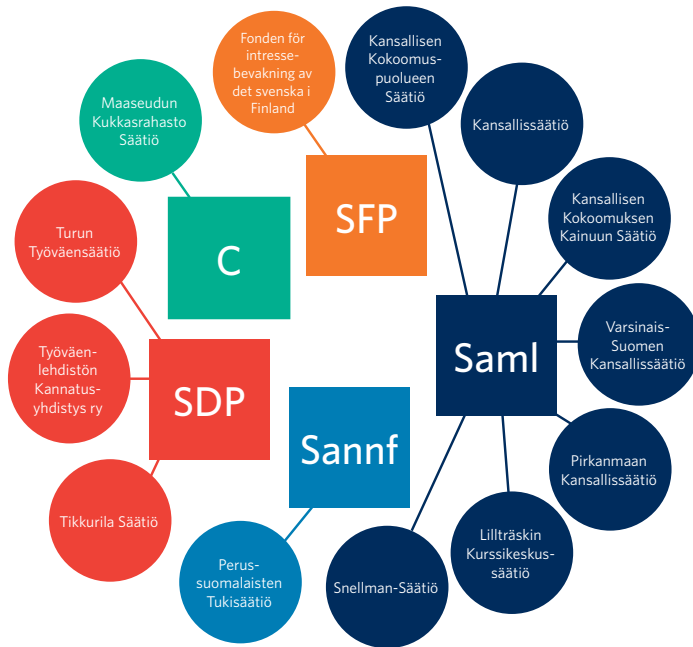 Fonden för
intresse-
bevakning av
det svenska i
Finland
Kansallisen
Kokoomus-
puolueen
Säätiö
Maaseudun
Kukkasrahasto
Säätiö
Kansallissäätiö
SFP
C
Kansallisen
Kokoomuksen
Kainuun Säätiö
Turun
Työväensäätiö
Varsinais-
Suomen
Kansallissäätiö
Saml
Työväen-
lehdistön
Kannatus-
yhdistys ry
SDP
Sannf
Pirkanmaan
Kansallissäätiö
Tikkurila Säätiö
Lillträskin
Kurssikeskus-
säätiö
Perus-
suomalaisten
Tukisäätiö
Snellman-Säätiö